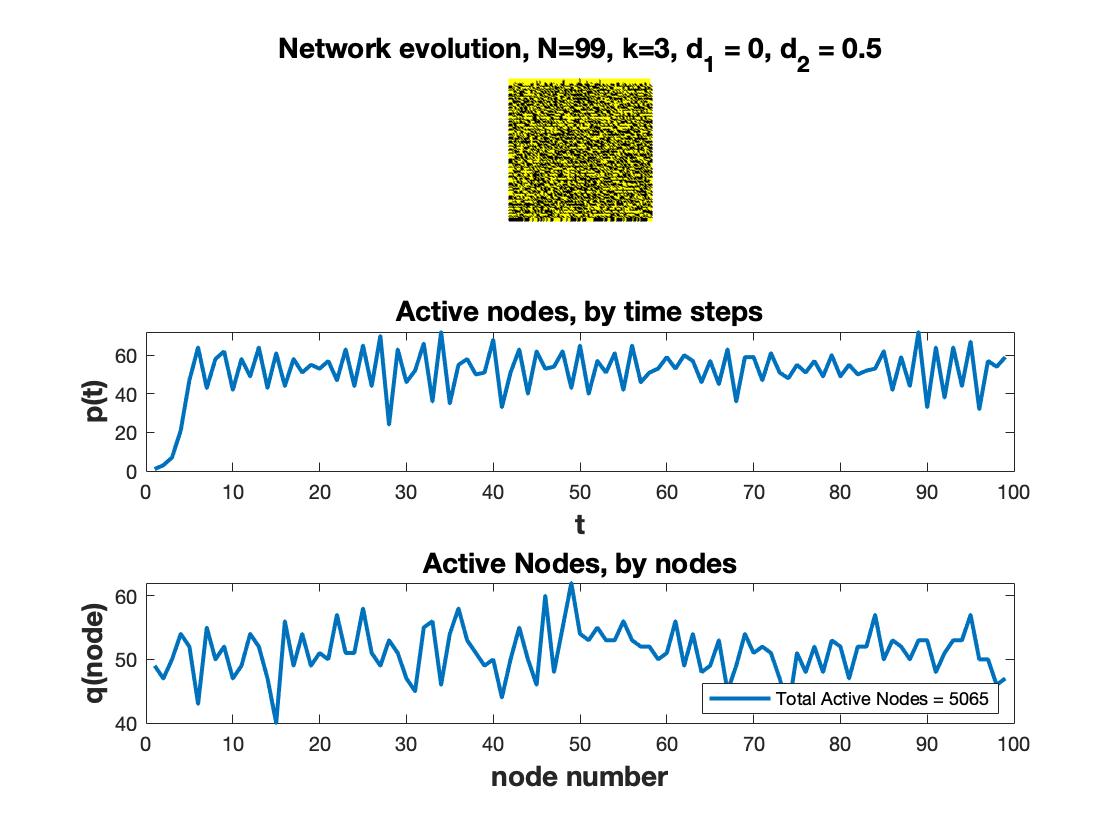 Network evolution, N=99, k=3, d1 = 0, d2 = 0.5
Active nodes, by time steps
p(t)
60
40
20
0
0 10 20 30 40 50 60 70 80 90 100
t
Active Nodes, by nodes
q(node)
60
50
40
Total Active Nodes = 5065
0 10 20 30 40 50 60 70 80 90 100
node number